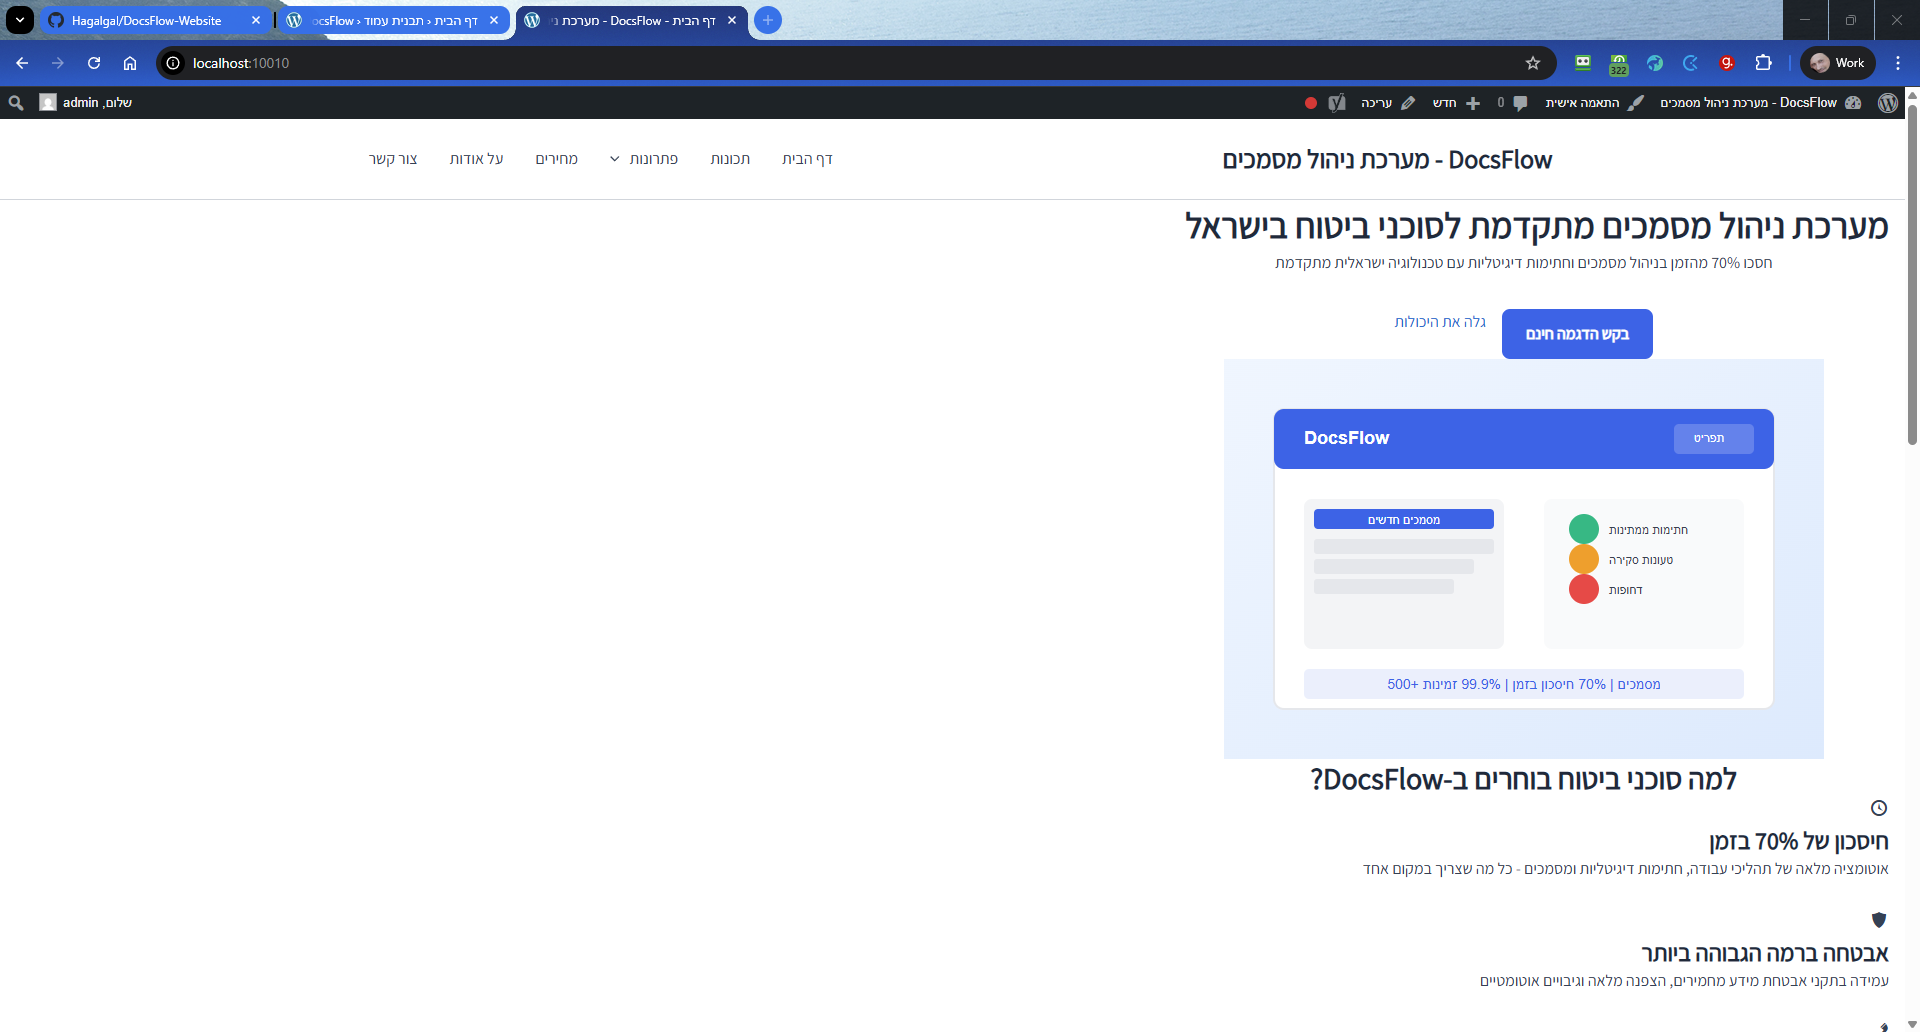 Hagalgal/DocsFlow-Website
דף הבית ‹ תבנית עמוד ‹ ocsFlow
דף הבית - DocsFlow - מערכת
localhost:10010
322
g.
Work
DocsFlow - מערכת ניהול מסמכים
התאמה אישית
0
חדש
עריכה
שלום, admin
DocsFlow - מערכת ניהול מסמכים
דף הבית
תכונות
פתרונות
מחירים
על אודות
צור קשר
מערכת ניהול מסמכים מתקדמת לסוכני ביטוח בישראל
חסכו 70% מהזמן בניהול מסמכים וחתימות דיגיטליות עם טכנולוגיה ישראלית מתקדמת
בקש הדגמה חינם
גלה את היכולות
DocsFlow
תפריט
מסמכים חדשים
חתימות ממתינות
טעונות סקירה
דחופות
מסמכים | 70% חיסכון בזמן | 99.9% זמינות +500
למה סוכני ביטוח בוחרים ב-DocsFlow?
חיסכון של 70% בזמן
אוטומציה מלאה של תהליכי עבודה, חתימות דיגיטליות ומסמכים - כל מה שצריך במקום אחד
אבטחה ברמה הגבוהה ביותר
עמידה בתקני אבטחת מידע מחמירים, הצפנה מלאה וגיבויים אוטומטיים